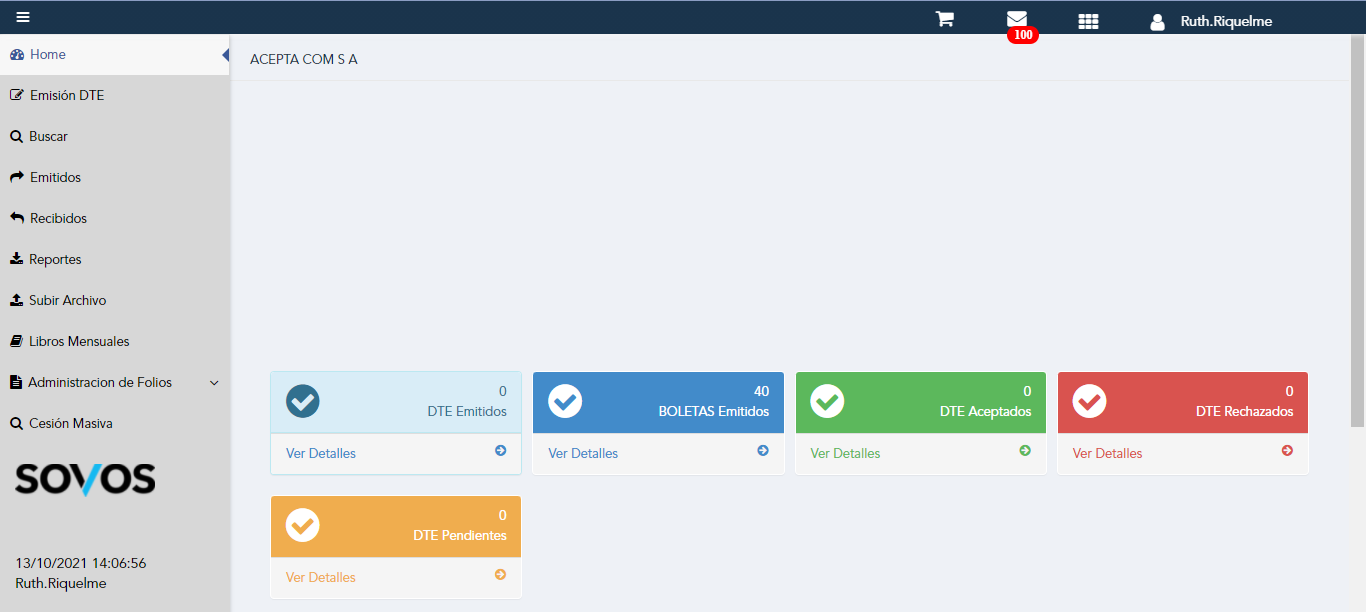 100
Ruth.Riquelme
Home
Emisión DTE
Buscar
Emitidos
Recibidos
Reportes
Subir Archivo
Libros Mensuales
Administracion de Folios
Cesión Masiva
SOVOS
13/10/2021 14:06:56
Ruth.Riquelme
ACEPTA COM S A
0
DTE Emitidos
Ver Detalles
40
BOLETAS Emitidos
Ver Detalles
0
DTE Aceptados
Ver Detalles
0
DTE Rechazados
Ver Detalles
0
DTE Pendientes
Ver Detalles